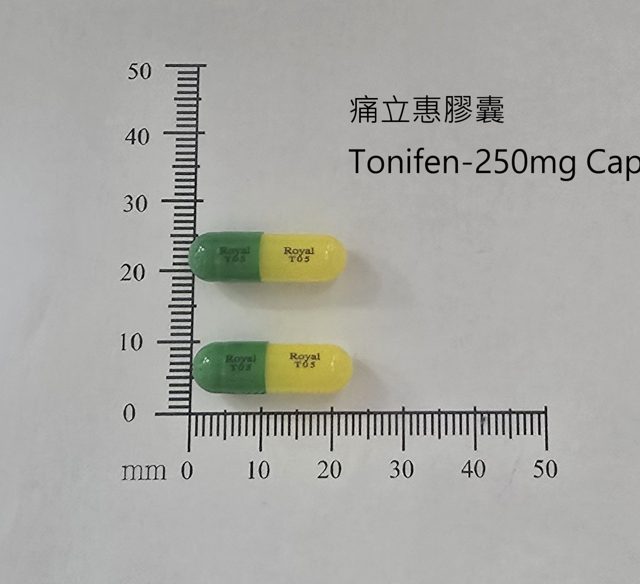 50
痛立惠膠囊
40
Tonifen-250mg Cap
30
Royal Royal
T05 T05
20
10
Royal Royal
T05 T05
0
mm 0 10 20 30 40 50